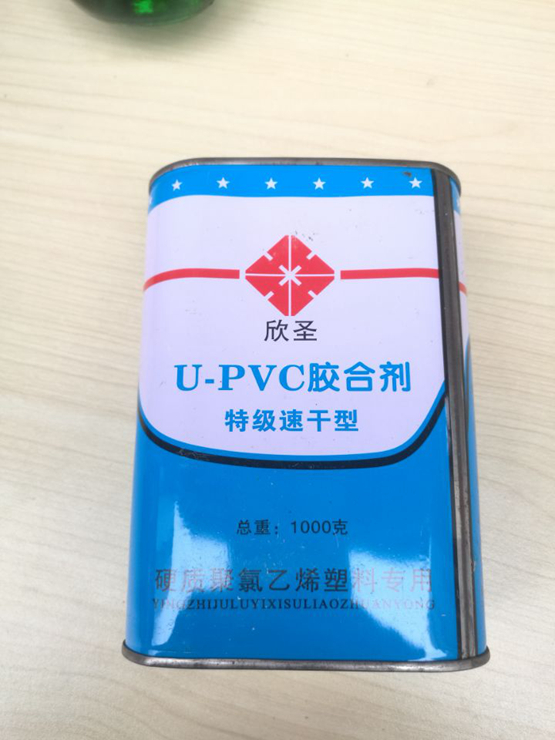 欣圣
U-PVC胶合剂
特级速干型
总重：1000克
硬质聚氯乙烯塑料专用
YINGZHIJULUYIXISULIAOZHUANYONG